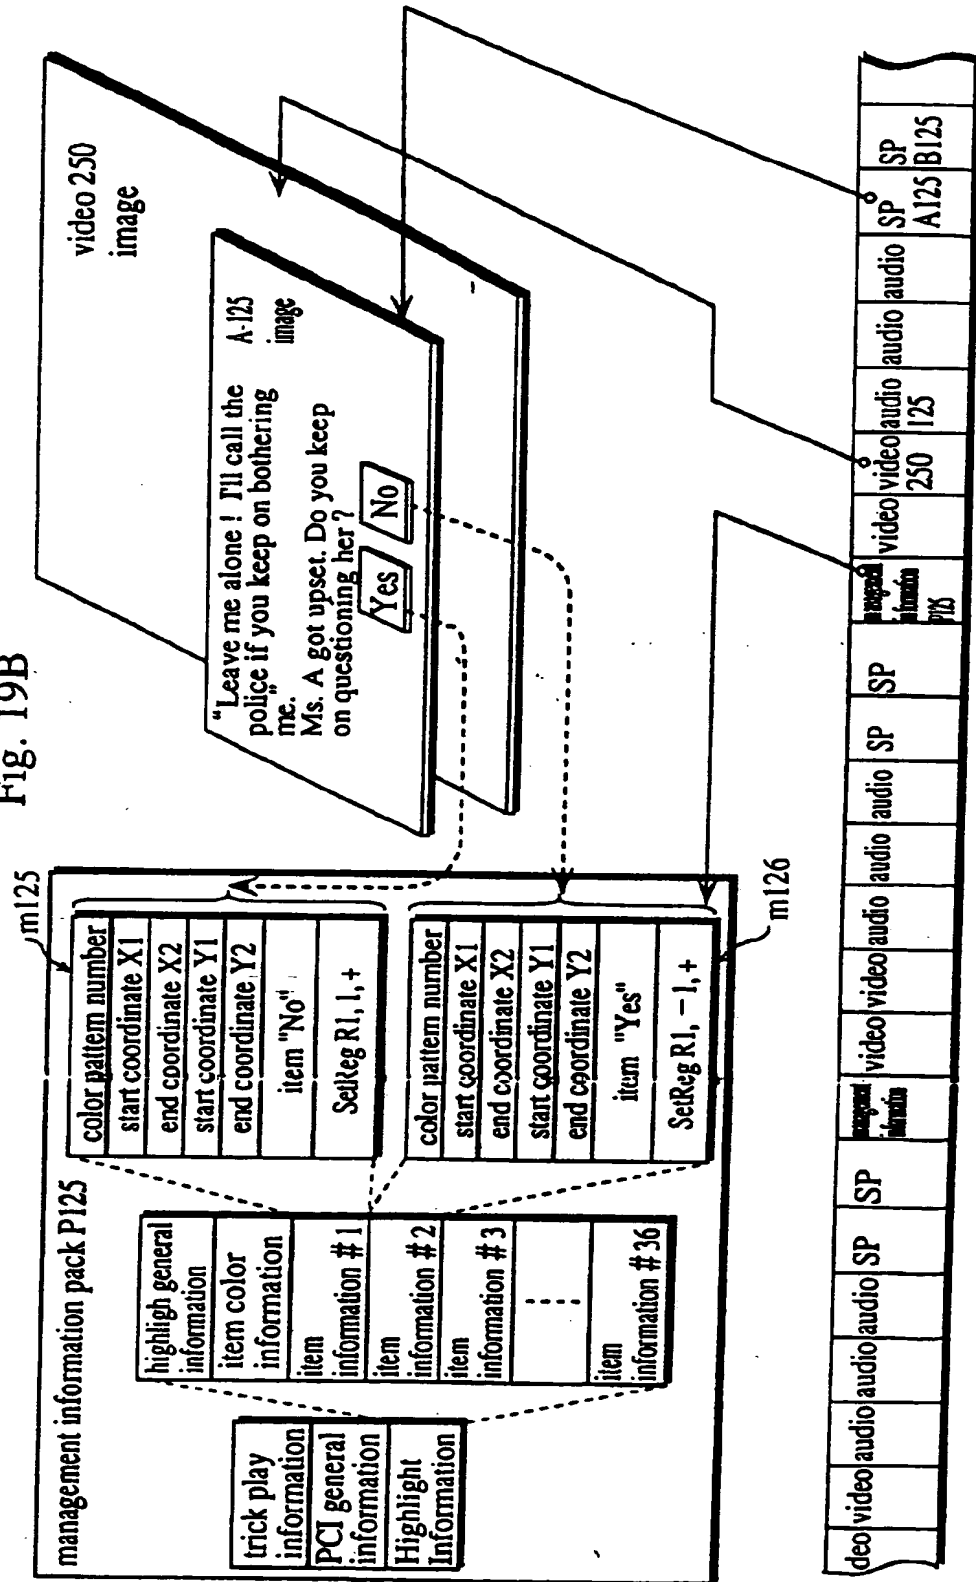 Fig. 19B
management information pack P125
trick play
information
PCI general
information
Highlight
Information
highligh general
information
item color
information
item
information #1
item
information #2
item
information #3
item
information #36
m125
color pattern number
start coordinate X1
end coordinate X2
start coordinate Y1
end coordinate Y2
item "No"
SetReg R1, 1, +
color pattern number
start coordinate X1
end coordinate X2
start coordinate Y1
end coordinate Y2
item "Yes"
SetReg R1, −1, +
m126
video 250
image
A-125
image
"Leave me alone ! I'll call the
police if you keep on bothering
me."
Ms. A got upset. Do you keep
on questioning her ?
Yes
No
deo
video
audio
audio
audio
SP
SP
management
information
video
video
audio
audio
audio
SP
SP
management
information
P125
video
video
250
audio
125
audio
audio
SP
A125
SP
B125